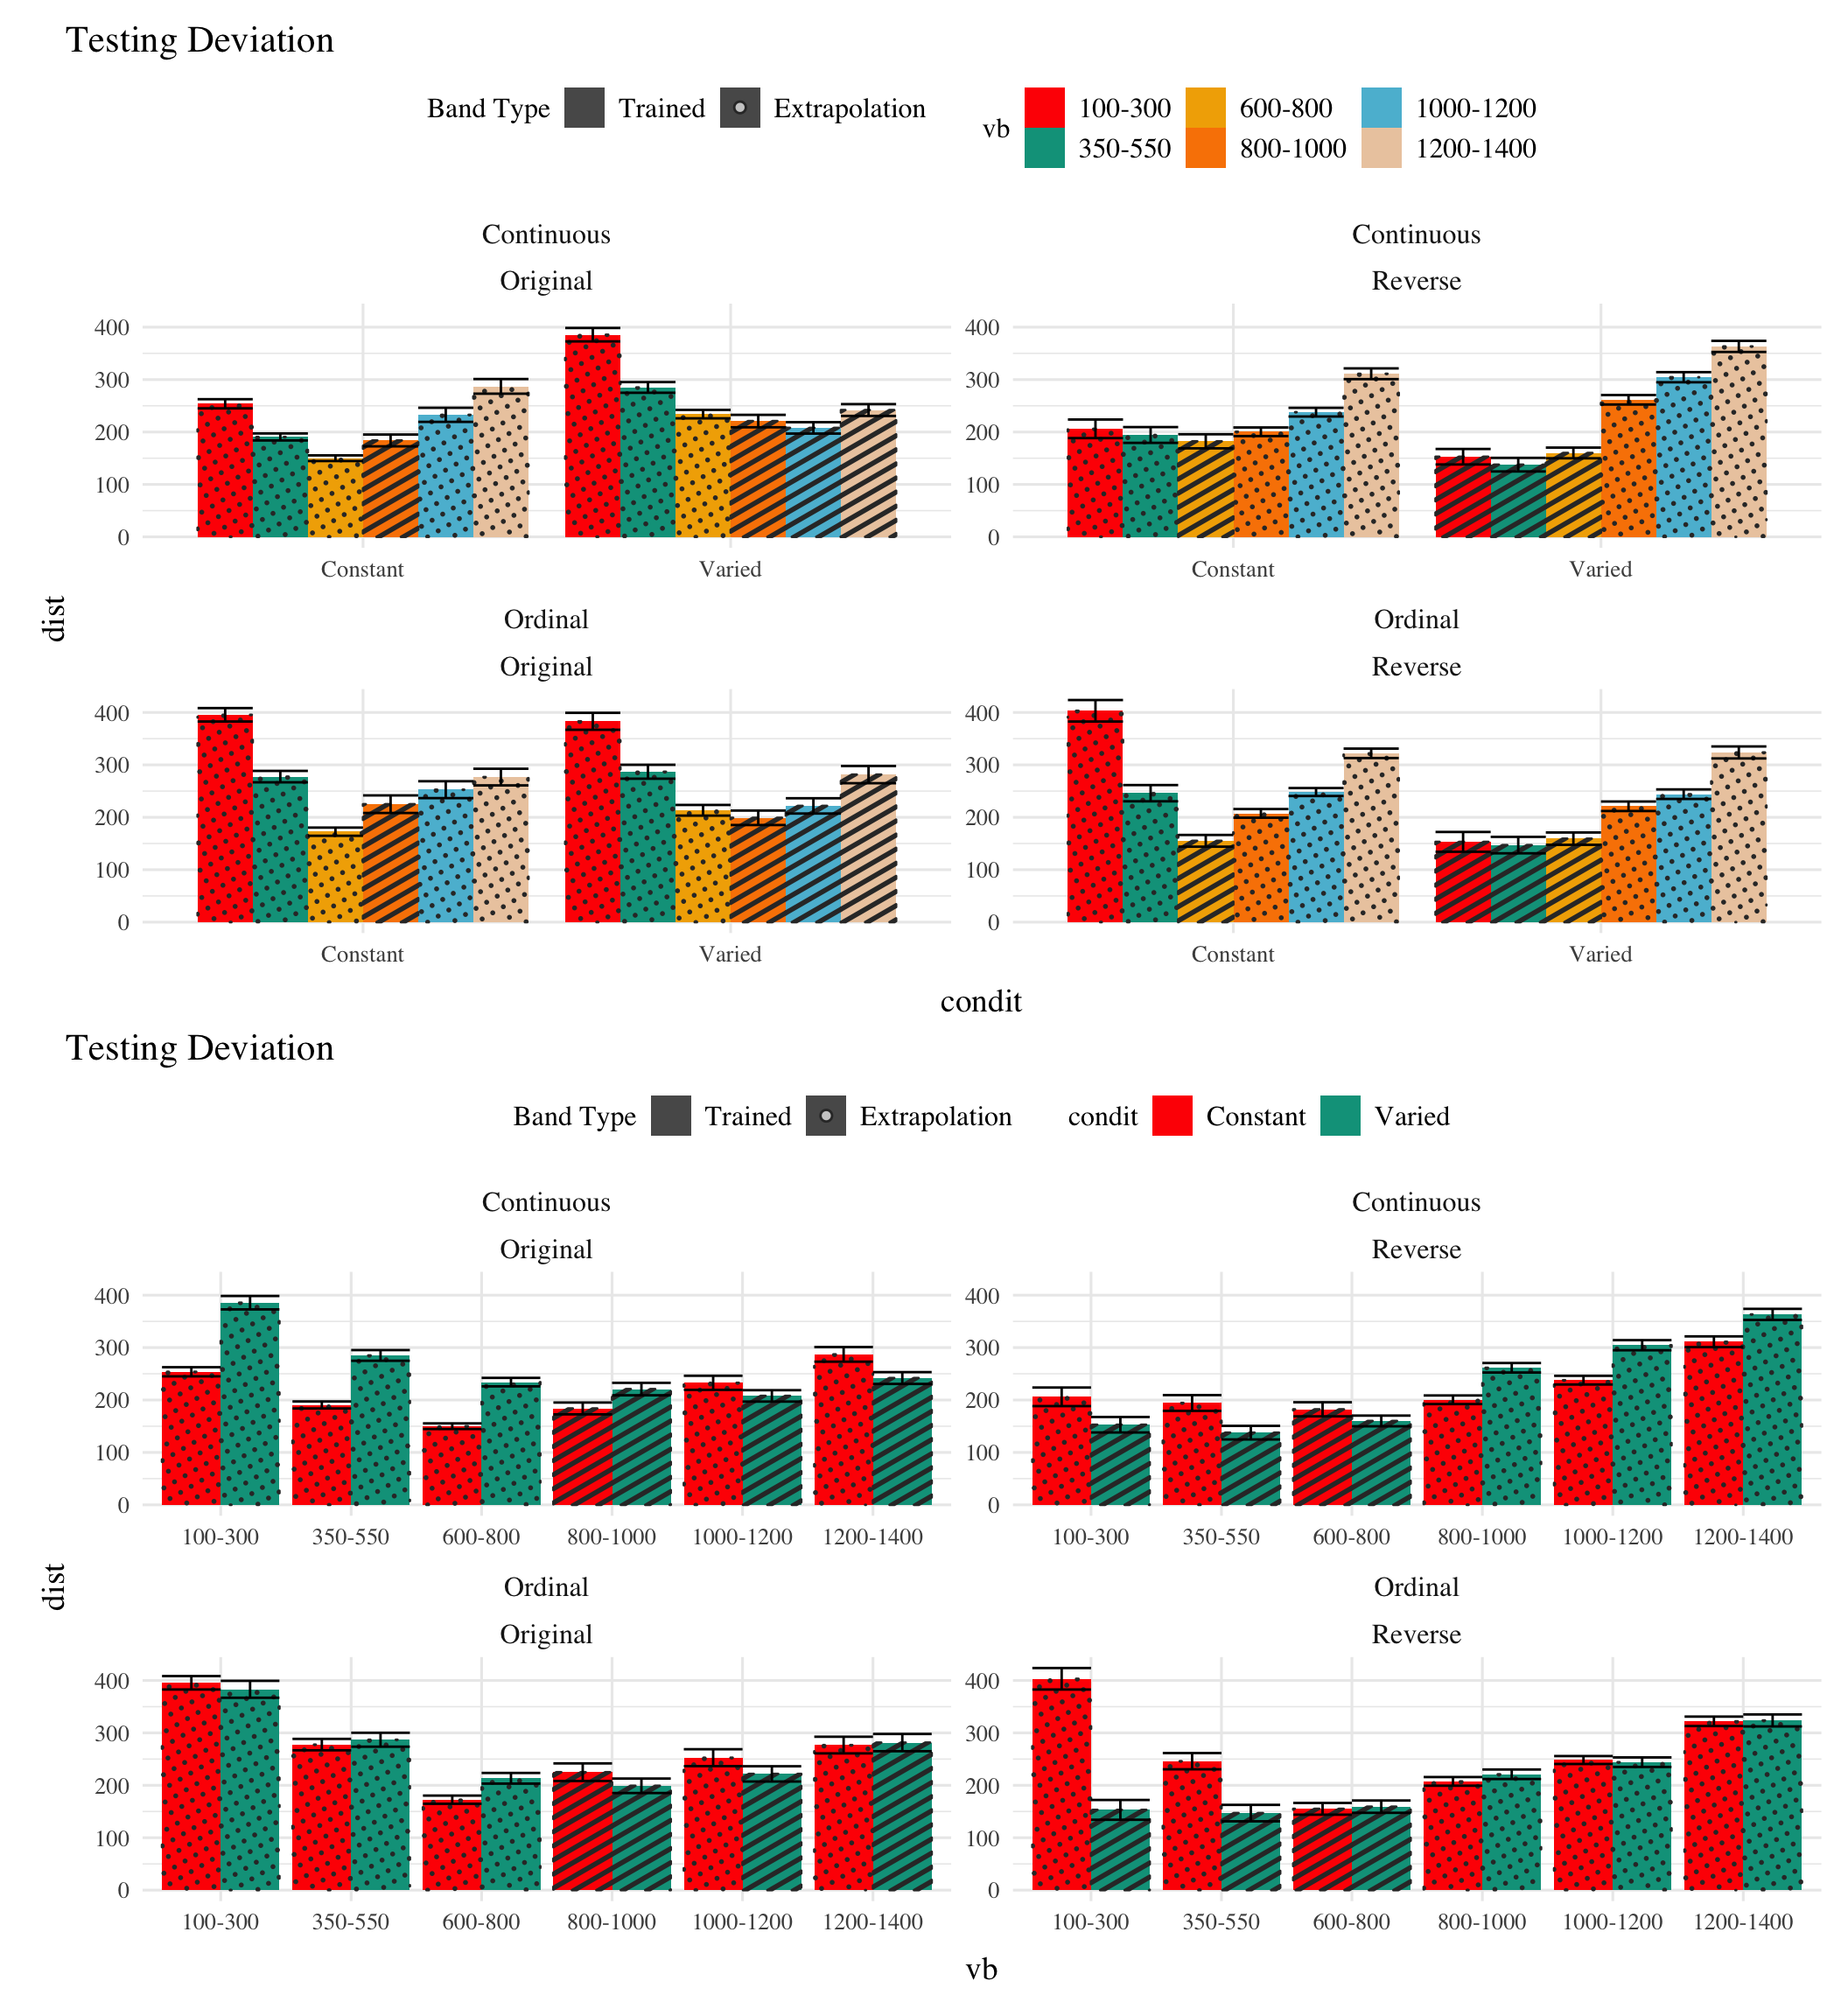 Testing Deviation
Band Type Trained Extrapolation
vb 100-300 600-800 1000-1200
350-550 800-1000 1200-1400
Continuous Continuous
Original Reverse
400 400
300 300
200 200
100 100
0 0
Constant Varied Constant Varied
dist
Ordinal Ordinal
Original Reverse
400 400
300 300
200 200
100 100
0 0
Constant Varied Constant Varied
condit
Testing Deviation
Band Type Trained Extrapolation condit Constant Varied
Continuous Continuous
Original Reverse
400 400
300 300
200 200
100 100
0 0
100-300 350-550 600-800 800-1000 1000-1200 1200-1400 100-300 350-550 600-800 800-1000 1000-1200 1200-1400
dist
Ordinal Ordinal
Original Reverse
400 400
300 300
200 200
100 100
0 0
100-300 350-550 600-800 800-1000 1000-1200 1200-1400 100-300 350-550 600-800 800-1000 1000-1200 1200-1400
vb